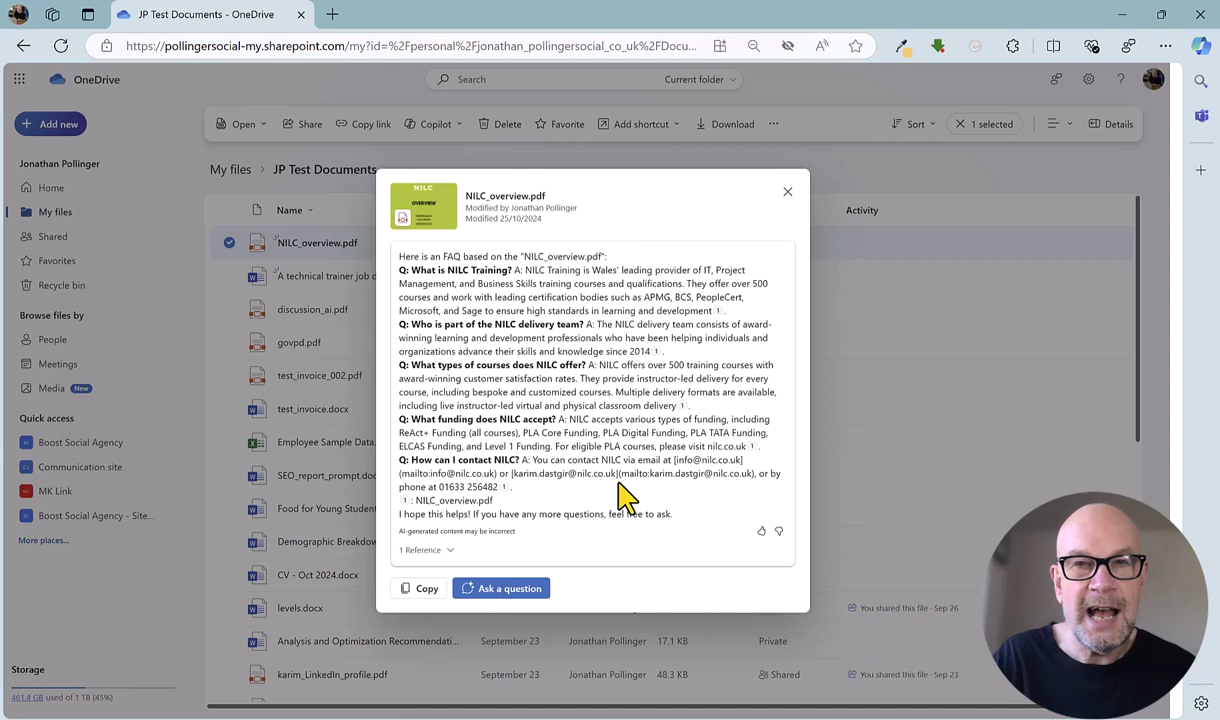 JP Test Documents - OneDrive
https://pollingersocial-my.sharepoint.com/my?id=%2Fpersonal%2Fjonathan_pollingersocial_co_uk%2FDocu...
OneDrive
Search
Current folder
Add new
Open
Share
Copy link
Copilot
Delete
Favorite
Add shortcut
Download
Sort
1 selected
Details
Jonathan Pollinger
Home
My files
Shared
Favorites
Recycle bin
Browse files by
People
Meetings
Media New
Quick access
Boost Social Agency
Communication site
MK Link
Boost Social Agency - Site...
More places...
Storage
461.4 GB used of 1 TB (45%)
My files > JP Test Documents
Name
Activity
NILC_overview.pdf
A technical trainer job d
discussion_ai.pdf
govpd.pdf
test_invoice_002.pdf
test_invoice.docx
Employee Sample Data.
SEO_report_prompt.do
Food for Young Student
Demographic Breakdow
CV - Oct 2024.docx
levels.docx
You shared this file · Sep 26
Analysis and Optimization Recommendati...
September 23
Jonathan Pollinger
17.1 KB
Private
karim_LinkedIn_profile.pdf
September 23
Jonathan Pollinger
48.3 KB
Shared
You shared this file · Sep 23
NILC
OVERVIEW
NILC_overview.pdf
Modified by Jonathan Pollinger
Modified 25/10/2024
Here is an FAQ based on the "NILC_overview.pdf":
Q: What is NILC Training? A: NILC Training is Wales' leading provider of IT, Project
Management, and Business Skills training courses and qualifications. They offer over 500
courses and work with leading certification bodies such as APMG, BCS, PeopleCert,
Microsoft, and Sage to ensure high standards in learning and development 1 .
Q: Who is part of the NILC delivery team? A: The NILC delivery team consists of award-
winning learning and development professionals who have been helping individuals and
organizations advance their skills and knowledge since 2014 1 .
Q: What types of courses does NILC offer? A: NILC offers over 500 training courses with
award-winning customer satisfaction rates. They provide instructor-led delivery for every
course, including bespoke and customized courses. Multiple delivery formats are available,
including live instructor-led virtual and physical classroom delivery 1 .
Q: What funding does NILC accept? A: NILC accepts various types of funding, including
ReAct+ Funding (all courses), PLA Core Funding, PLA Digital Funding, PLA TATA Funding,
ELCAS Funding, and Level 1 Funding. For eligible PLA courses, please visit nilc.co.uk 1 .
Q: How can I contact NILC? A: You can contact NILC via email at [info@nilc.co.uk]
(mailto:info@nilc.co.uk) or [karim.dastgir@nilc.co.uk](mailto:karim.dastgir@nilc.co.uk), or by
phone at 01633 256482 1 .
1 : NILC_overview.pdf
I hope this helps! If you have any more questions, feel free to ask.
AI-generated content may be incorrect
1 Reference
Copy
Ask a question